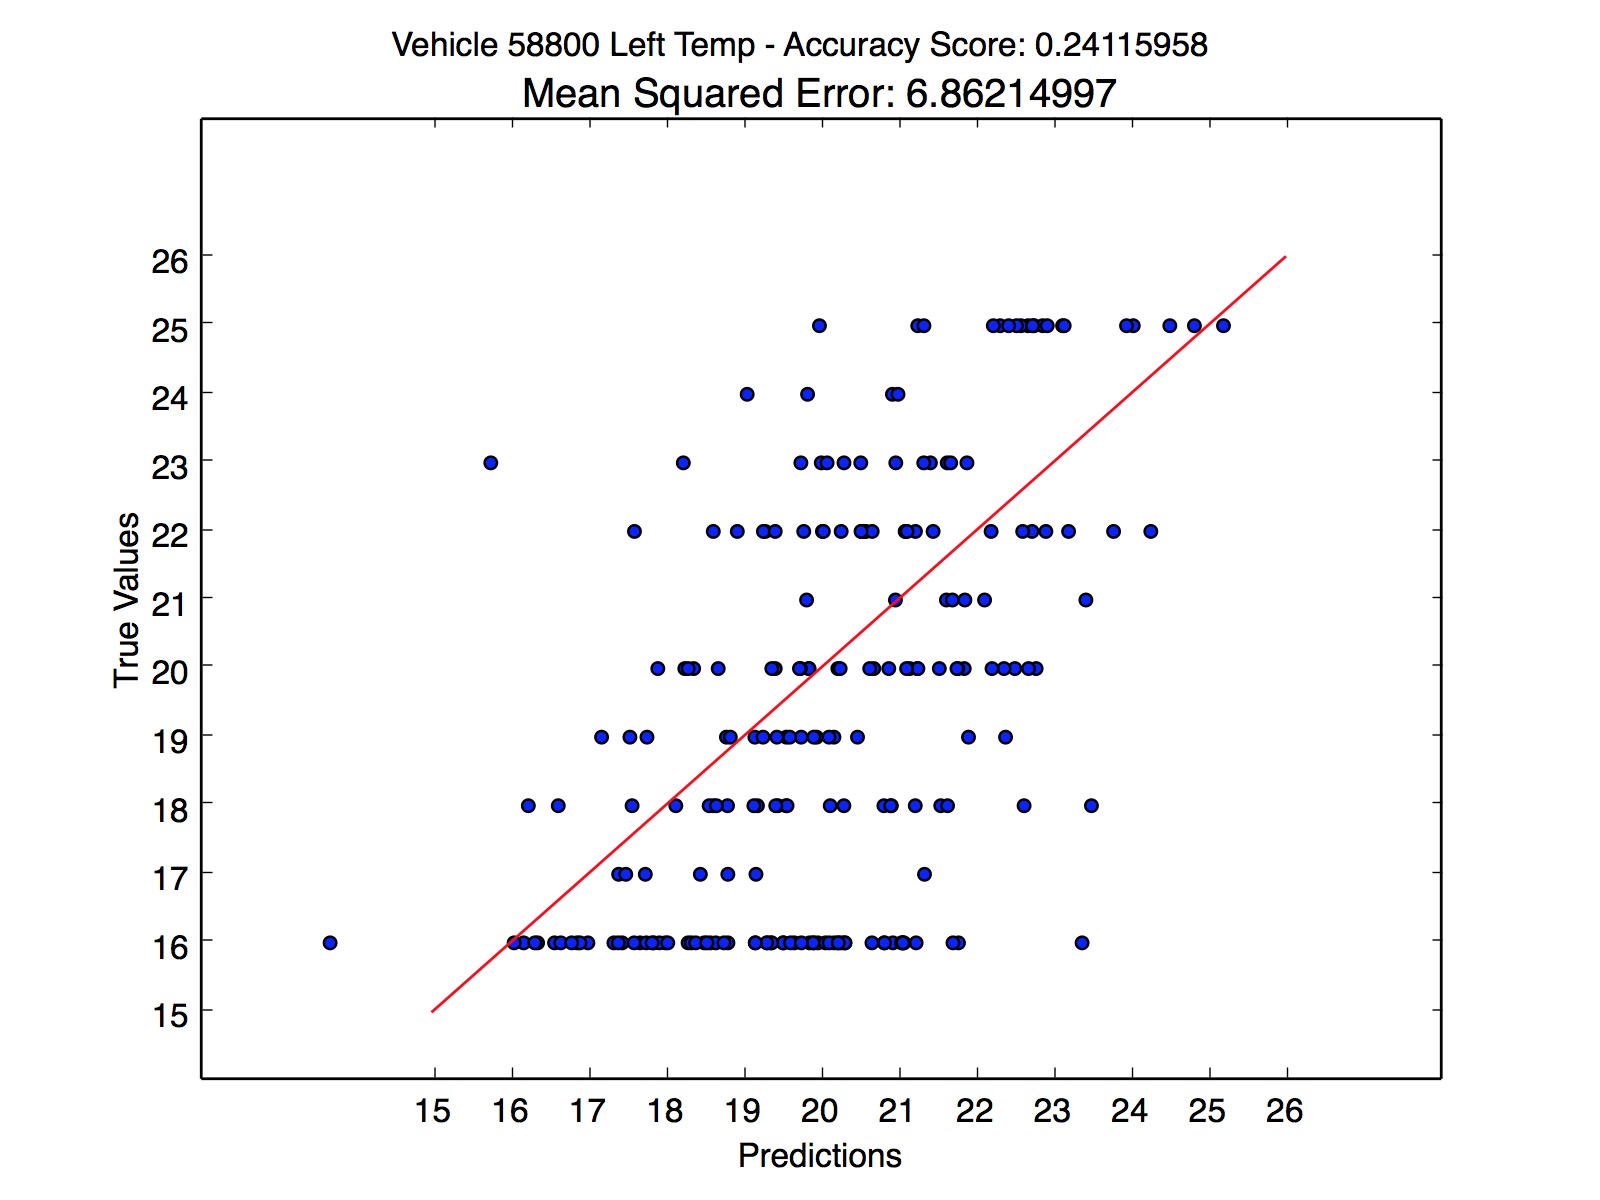 Vehicle 58800 Left Temp - Accuracy Score: 0.24115958
Mean Squared Error: 6.86214997
26
25
24
23
22
21
20
19
18
17
16
15
True Values
15 16 17 18 19 20 21 22 23 24 25 26
Predictions